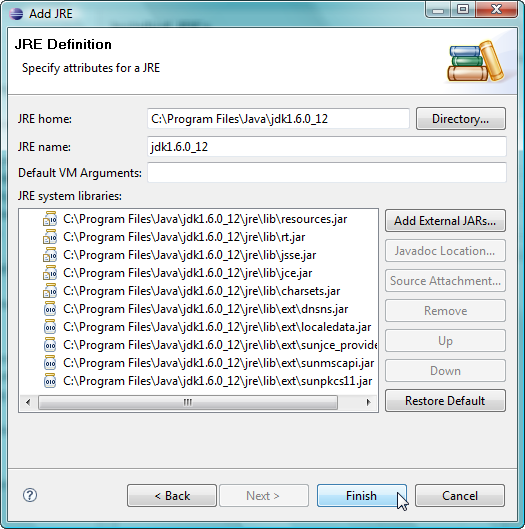 Add JRE
JRE Definition
Specify attributes for a JRE
JRE home:
C:\Program Files\Java\jdk1.6.0_12
Directory...
JRE name:
jdk1.6.0_12
Default VM Arguments:
JRE system libraries:
C:\Program Files\Java\jdk1.6.0_12\jre\lib\resources.jar
C:\Program Files\Java\jdk1.6.0_12\jre\lib\rt.jar
C:\Program Files\Java\jdk1.6.0_12\jre\lib\jsse.jar
C:\Program Files\Java\jdk1.6.0_12\jre\lib\jce.jar
C:\Program Files\Java\jdk1.6.0_12\jre\lib\charsets.jar
C:\Program Files\Java\jdk1.6.0_12\jre\lib\ext\dnsns.jar
C:\Program Files\Java\jdk1.6.0_12\jre\lib\ext\localedata.jar
C:\Program Files\Java\jdk1.6.0_12\jre\lib\ext\sunjce_provide
C:\Program Files\Java\jdk1.6.0_12\jre\lib\ext\sunmscapi.jar
C:\Program Files\Java\jdk1.6.0_12\jre\lib\ext\sunpkcs11.jar
Add External JARs...
Javadoc Location...
Source Attachment...
Remove
Up
Down
Restore Default
?
< Back
Next >
Finish
Cancel